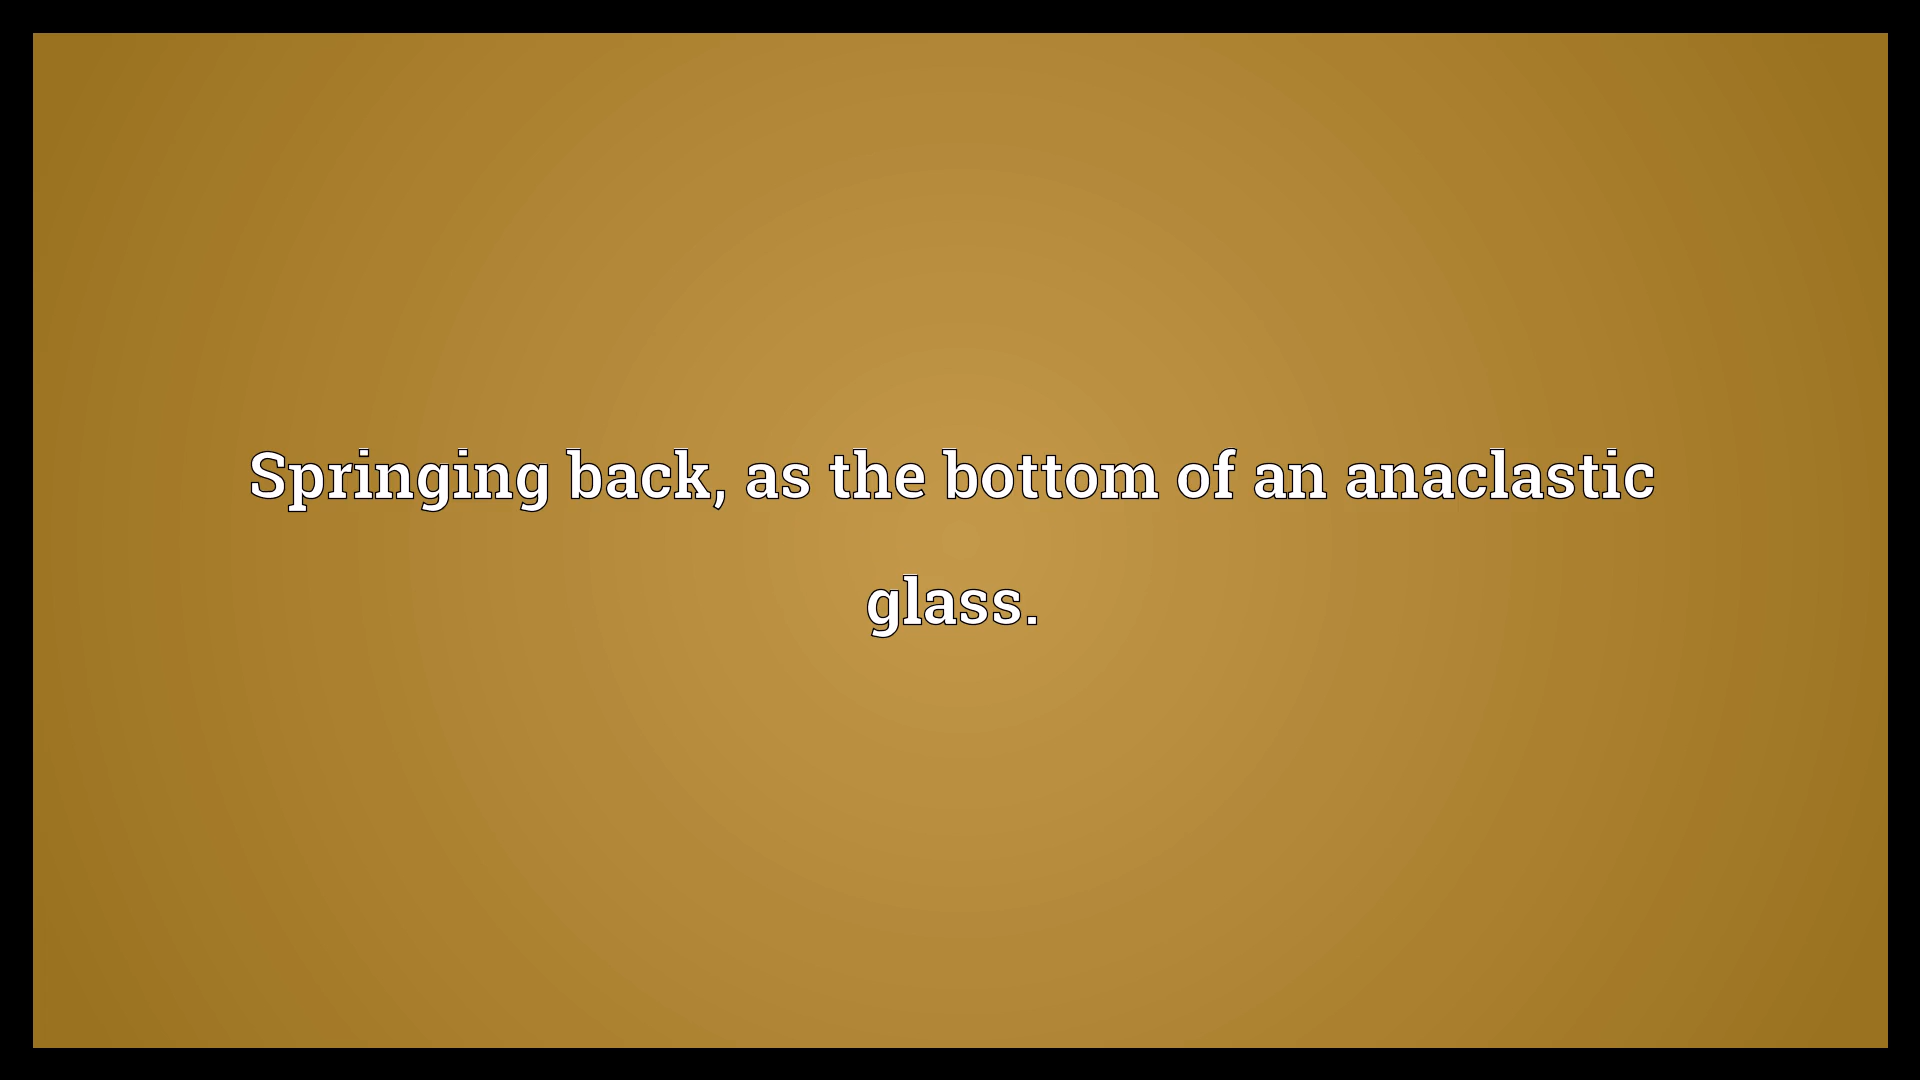 Springing back, as the bottom of an anaclastic
glass.